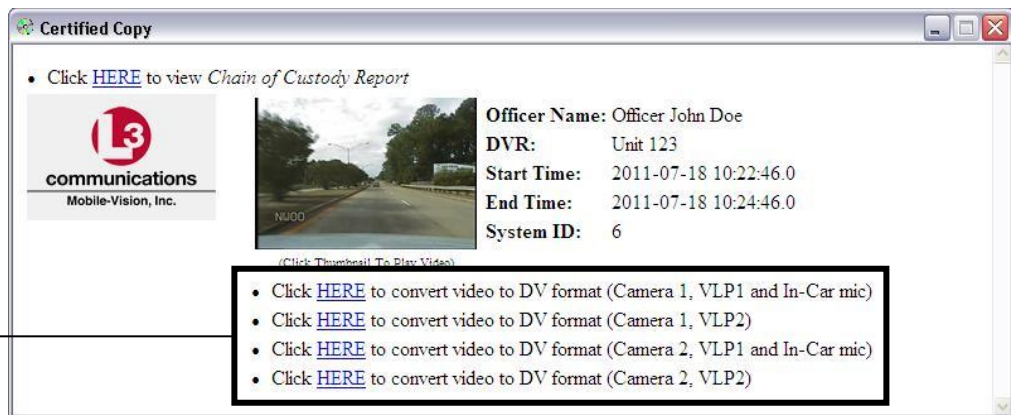 Certified Copy
• Click HERE to view Chain of Custody Report
L3
communications
Mobile-Vision, Inc.
NW00
(Click Thumbnail To Play Video)
Officer Name: Officer John Doe
DVR: Unit 123
Start Time: 2011-07-18 10:22:46.0
End Time: 2011-07-18 10:24:46.0
System ID: 6
• Click HERE to convert video to DV format (Camera 1, VLP1 and In-Car mic)
• Click HERE to convert video to DV format (Camera 1, VLP2)
• Click HERE to convert video to DV format (Camera 2, VLP1 and In-Car mic)
• Click HERE to convert video to DV format (Camera 2, VLP2)